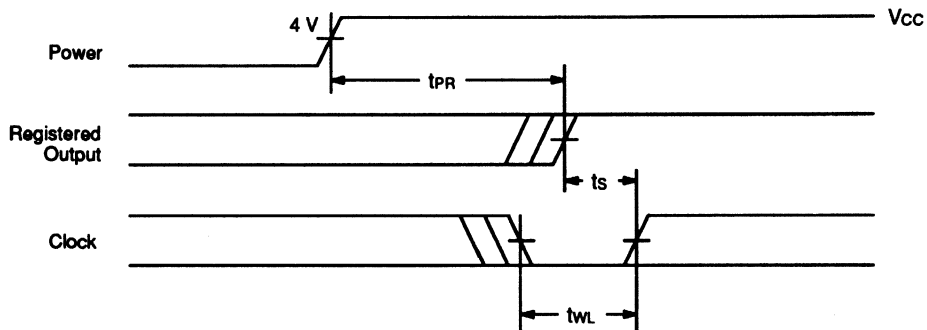 4 V
VCC
Power
tPR
Registered
Output
tS
Clock
tWL